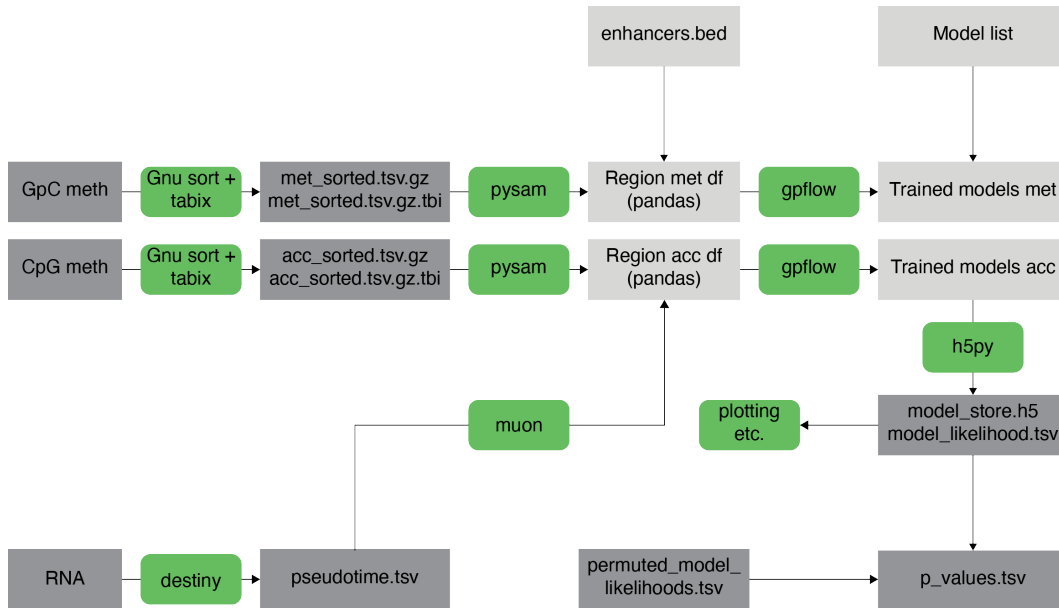 enhancers.bed
Model list
GpC meth
Gnu sort +
tabix
met_sorted.tsv.gz
met_sorted.tsv.gz.tbi
pysam
Region met df
(pandas)
gpflow
Trained models met
CpG meth
Gnu sort +
tabix
acc_sorted.tsv.gz
acc_sorted.tsv.gz.tbi
pysam
Region acc df
(pandas)
gpflow
Trained models acc
h5py
muon
plotting
etc.
model_store.h5
model_likelihood.tsv
RNA
destiny
pseudotime.tsv
permuted_model_
likelihoods.tsv
p_values.tsv